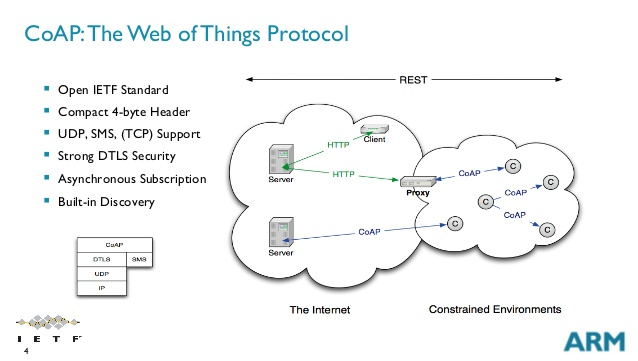 CoAP: The Web of Things Protocol
Open IETF Standard
Compact 4-byte Header
UDP, SMS, (TCP) Support
Strong DTLS Security
Asynchronous Subscription
Built-in Discovery
CoAP
DTLS SMS
UDP
IP
REST
Client
HTTP
Server
HTTP
Proxy
CoAP
C
C
CoAP
C
CoAP
C
C
CoAP
Server
The Internet
Constrained Environments
I E T F
4
ARM